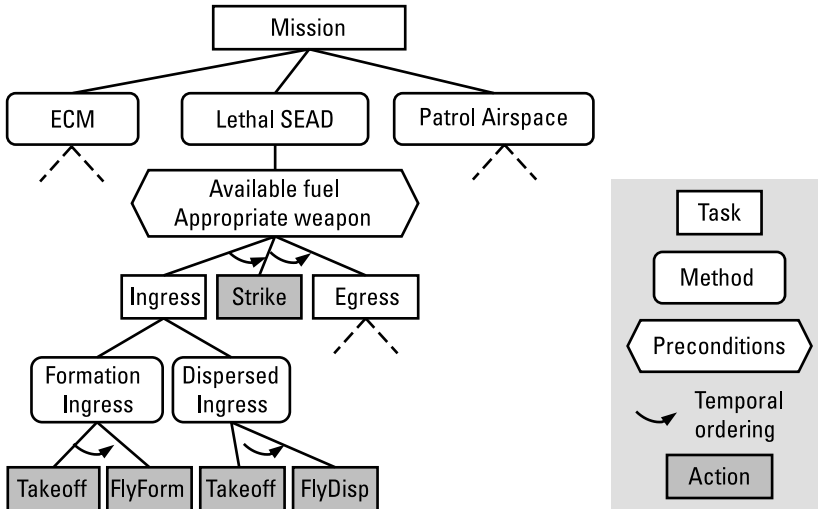 Mission
ECM
Lethal SEAD
Patrol Airspace
Available fuel
Appropriate weapon
Ingress
Strike
Egress
Formation
Ingress
Dispersed
Ingress
Takeoff
FlyForm
Takeoff
FlyDisp
Task
Method
Preconditions
Temporal
ordering
Action